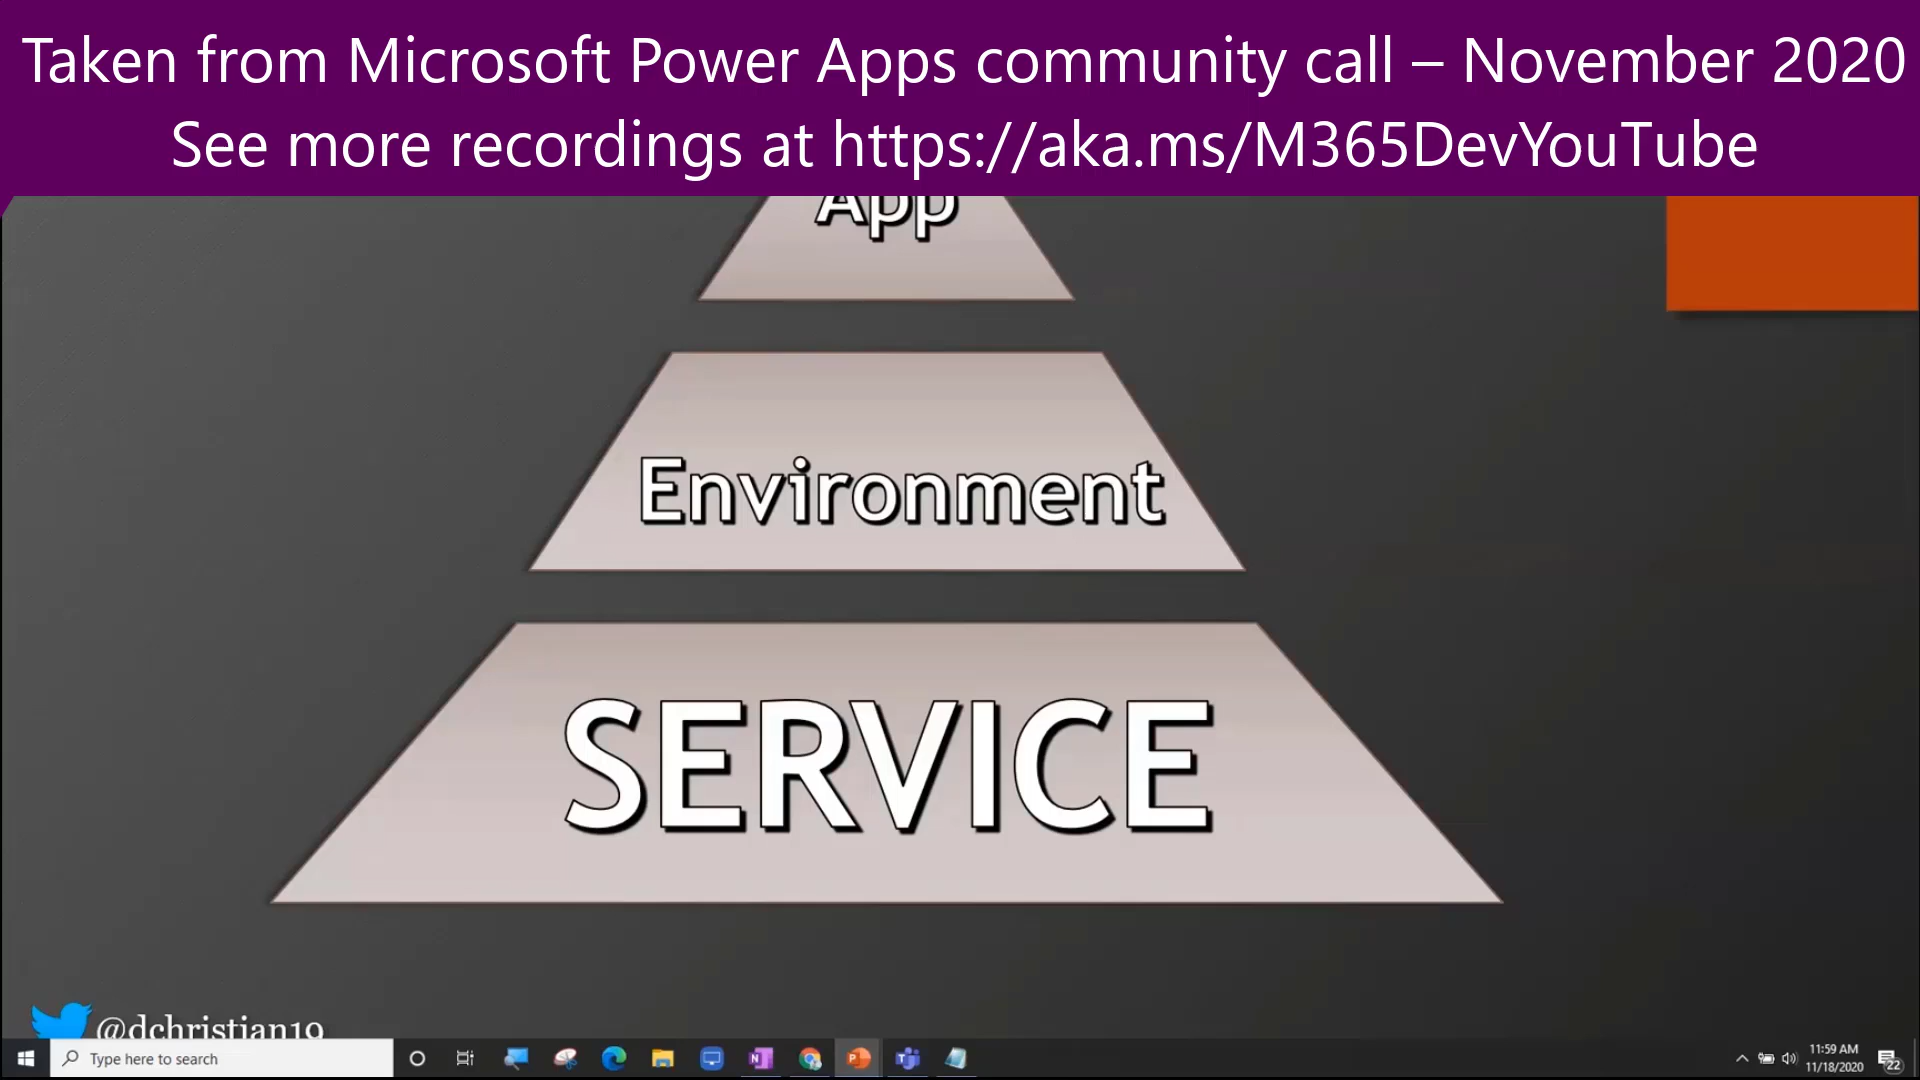 Taken from Microsoft Power Apps community call – November 2020
See more recordings at https://aka.ms/M365DevYouTube
App
Environment
SERVICE
@dchristian19
Type here to search
11:59 AM
11/18/2020
22